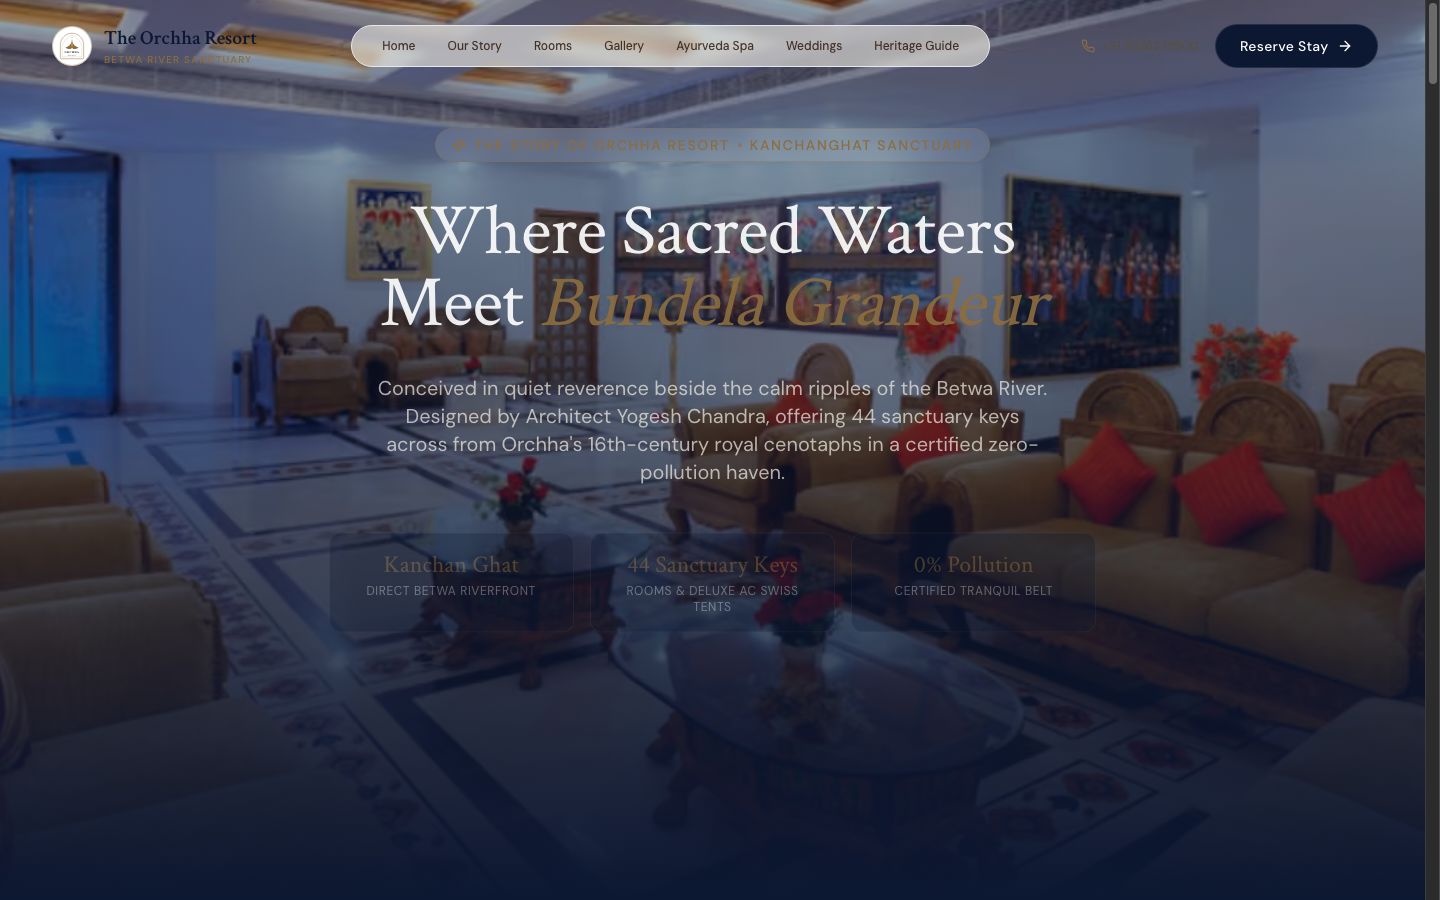 The Orchha Resort
BETWA RIVER SANCTUARY
Home
Our Story
Rooms
Gallery
Ayurveda Spa
Weddings
Heritage Guide
Reserve Stay
THE STORY OF ORCHHA RESORT • KANCHANGHAT SANCTUARY
Where Sacred Waters
Meet Bundela Grandeur
Conceived in quiet reverence beside the calm ripples of the Betwa River.
Designed by Architect Yogesh Chandra, offering 44 sanctuary keys
across from Orchha's 16th-century royal cenotaphs in a certified zero-
pollution haven.
Kanchan Ghat
DIRECT BETWA RIVERFRONT
44 Sanctuary Keys
ROOMS & DELUXE AC SWISS
TENTS
0% Pollution
CERTIFIED TRANQUIL BELT